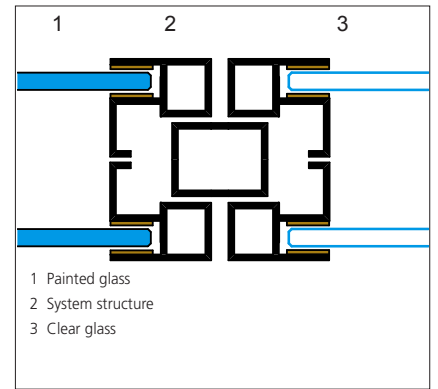 1 2 3
1 Painted glass
2 System structure
3 Clear glass